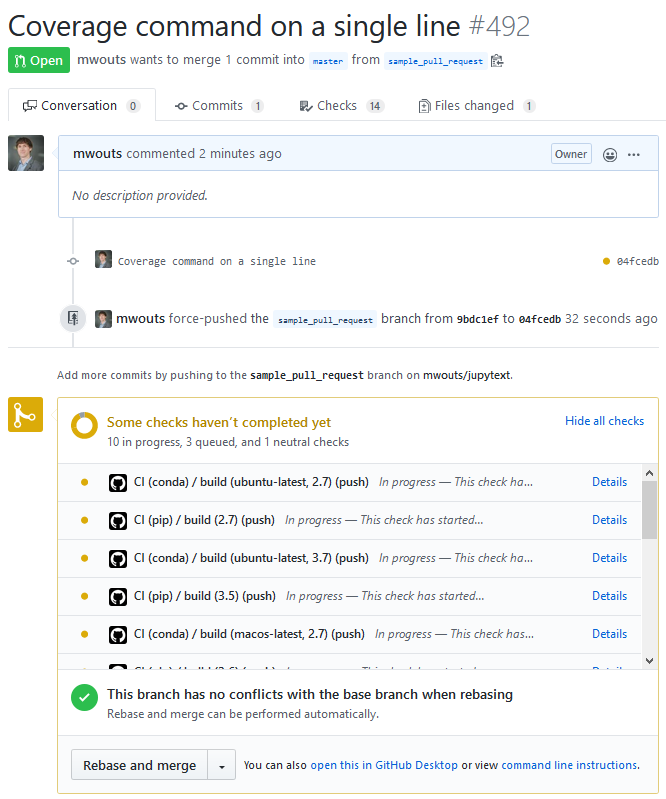 Coverage command on a single line #492
Open mwouts wants to merge 1 commit into master from sample_pull_request
Conversation 0 Commits 1 Checks 14 Files changed 1
mwouts commented 2 minutes ago Owner
No description provided.
Coverage command on a single line 04fcedb
mwouts force-pushed the sample_pull_request branch from 9bdc1ef to 04fcedb 32 seconds ago
Add more commits by pushing to the sample_pull_request branch on mwouts/jupytext.
Some checks haven't completed yet Hide all checks
10 in progress, 3 queued, and 1 neutral checks
CI (conda) / build (ubuntu-latest, 2.7) (push) In progress — This check ha... Details
CI (pip) / build (2.7) (push) In progress — This check has started... Details
CI (conda) / build (ubuntu-latest, 3.7) (push) In progress — This check ha... Details
CI (pip) / build (3.5) (push) In progress — This check has started... Details
CI (conda) / build (macos-latest, 2.7) (push) In progress — This check ha... Details
This branch has no conflicts with the base branch when rebasing
Rebase and merge can be performed automatically.
Rebase and merge You can also open this in GitHub Desktop or view command line instructions.